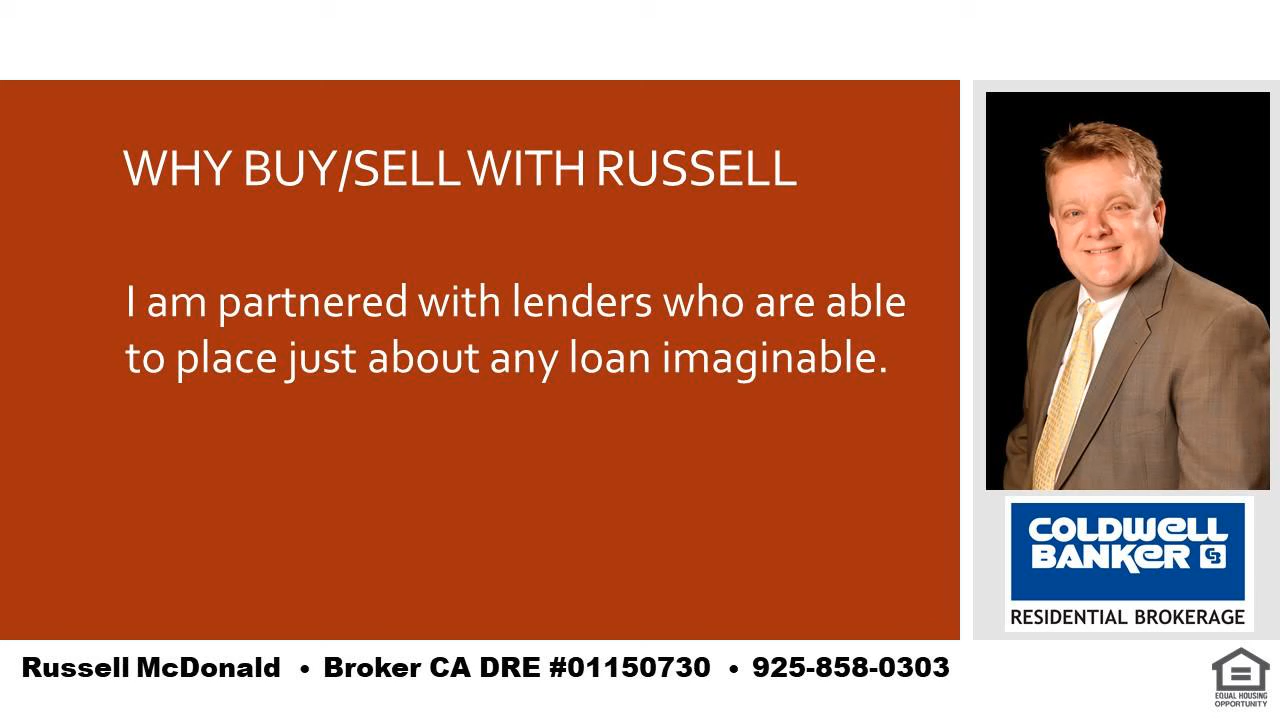 WHY BUY/SELL WITH RUSSELL
I am partnered with lenders who are able
to place just about any loan imaginable.
COLDWELL
BANKER CB
RESIDENTIAL BROKERAGE
Russell McDonald • Broker CA DRE #01150730 • 925-858-0303
EQUAL HOUSING
OPPORTUNITY